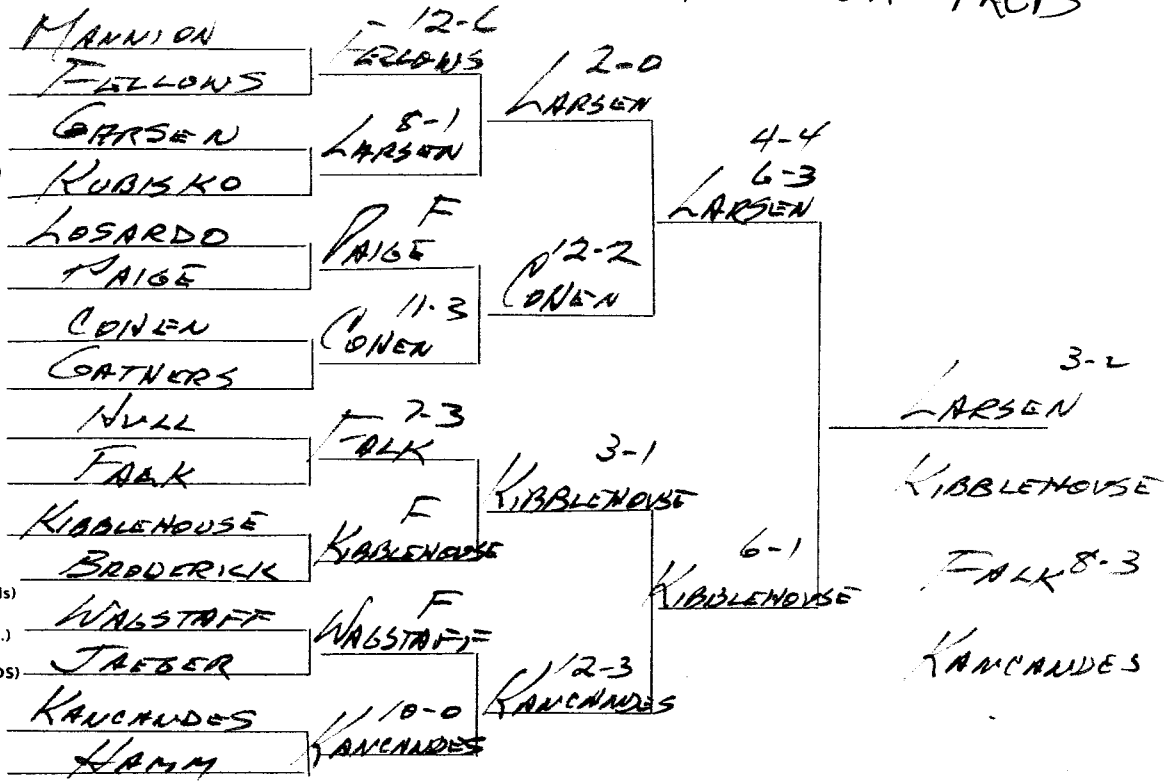 MANNION
FELLOWS
GARSEN
KUBISKO
LOSARDO
PAIGE
COHEN
GATHERS
HULL
FALK
KIBBLEHOUSE
BRODERICK
WAGSTAFF
JAEGER
KANCANDES
HAMM
12-6
FELLOWS
8-1
LARSEN
F
PAIGE
11-3
COHEN
7-3
FALK
F
KIBBLEHOUSE
F
WAGSTAFF
10-0
KANCANDES
2-0
LARSEN
12-2
COHEN
3-1
KIBBLEHOUSE
12-3
KANCANDES
4-4
6-3
LARSEN
6-1
KIBBLEHOUSE
3-2
LARSEN
KIBBLEHOUSE
FALK 8-3
KANCANDES